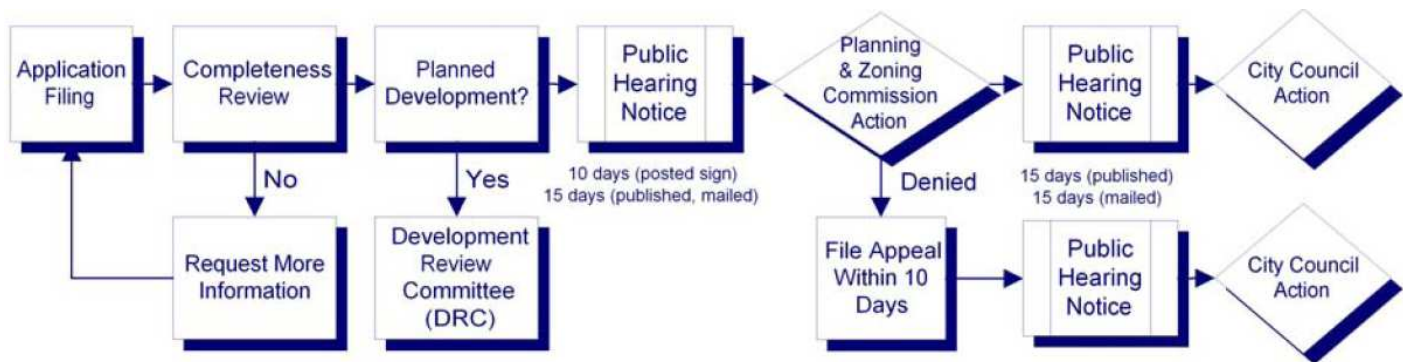 Application
Filing
Completeness
Review
Planned
Development?
Public
Hearing
Notice
Planning
& Zoning
Commission
Action
Public
Hearing
Notice
City Council
Action
No
Yes
10 days (posted sign)
15 days (published, mailed)
Denied
15 days (published)
15 days (mailed)
Request More
Information
Development
Review
Committee
(DRC)
File Appeal
Within 10
Days
Public
Hearing
Notice
City Council
Action